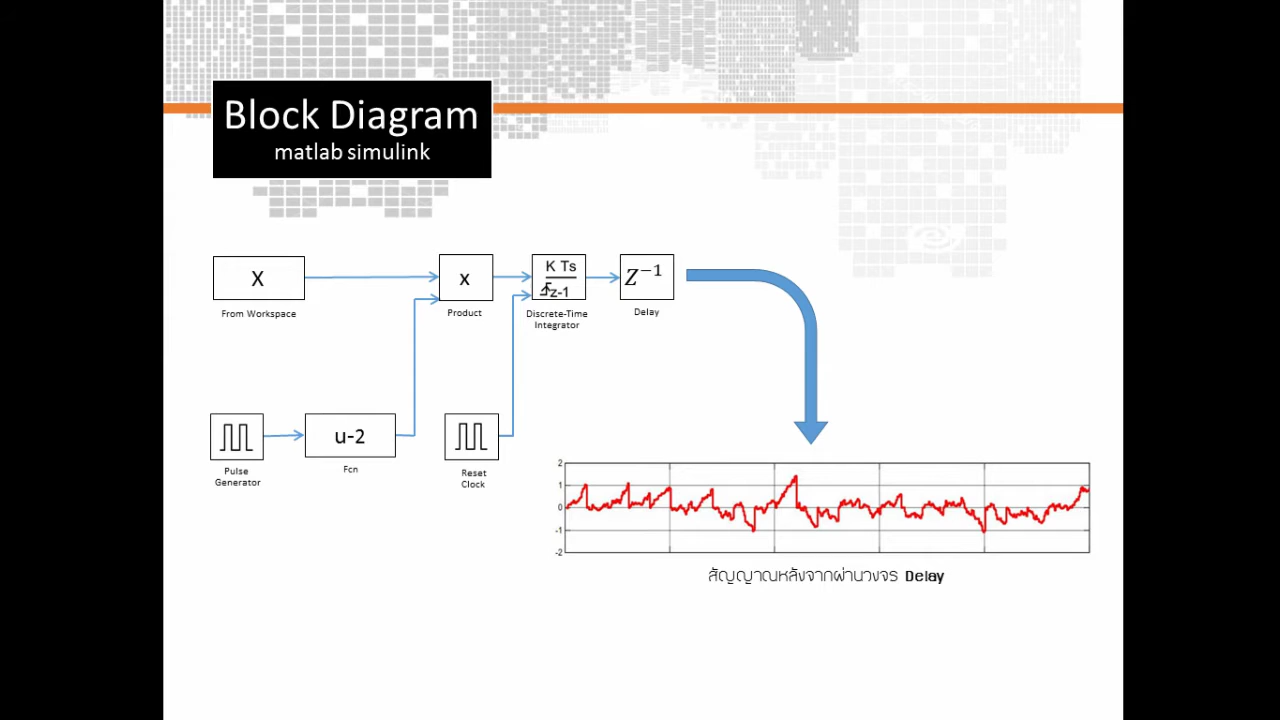 Block Diagram
matlab simulink
X
From Workspace
x
Product
K Ts
z-1
Discrete-Time
Integrator
Z⁻¹
Delay
Pulse
Generator
u-2
Fcn
Reset
Clock
2
1
0
-1
-2
สัญญาณหลังจากผ่านวงจร Delay